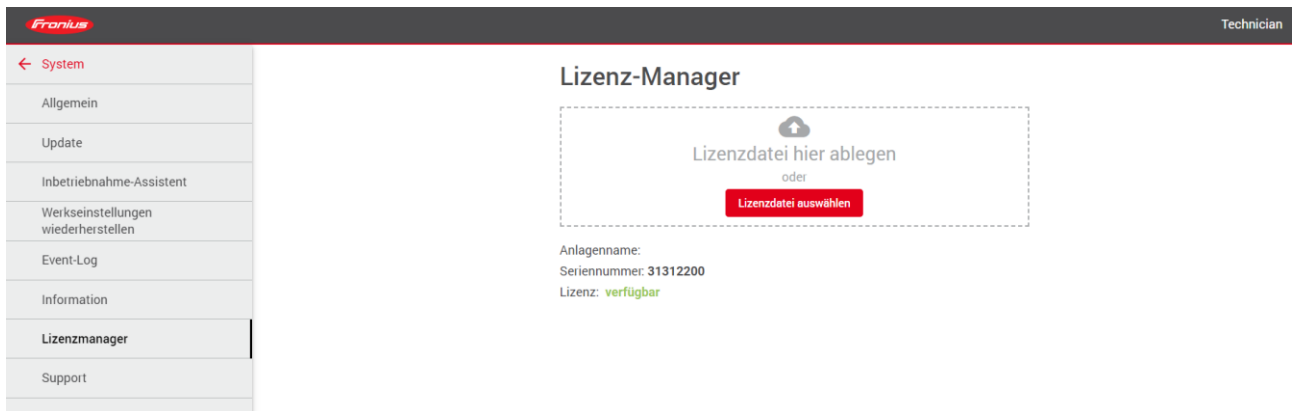 Fronius
Technician
System
Allgemein
Update
Inbetriebnahme-Assistent
Werkseinstellungen
wiederherstellen
Event-Log
Information
Lizenzmanager
Support
Lizenz-Manager
Lizenzdatei hier ablegen
oder
Lizenzdatei auswählen
Anlagenname:
Seriennummer: 31312200
Lizenz: verfügbar